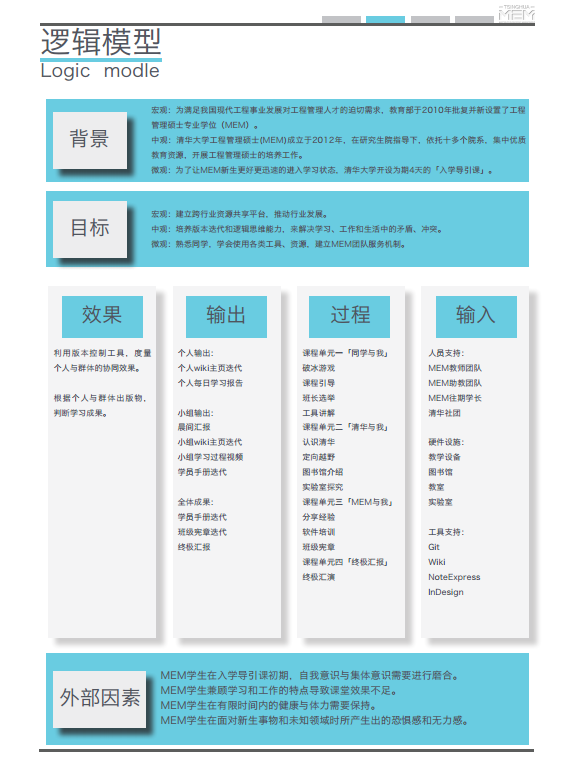 TSINGHUA
MEM
逻辑模型
Logic modle
背景
宏观：为满足我国现代工程事业发展对工程管理人才的迫切需求，教育部于2010年批复并新设置了工程
管理硕士专业学位（MEM）。
中观：清华大学工程管理硕士(MEM)成立于2012年，在研究生院指导下，依托十多个院系，集中优质
教育资源，开展工程管理硕士的培养工作。
微观：为了让MEM新生更好更迅速的进入学习状态，清华大学开设为期4天的「入学导引课」。
目标
宏观：建立跨行业资源共享平台，推动行业发展。
中观：培养版本迭代和逻辑思维能力，来解决学习、工作和生活中的矛盾、冲突。
微观：熟悉同学，学会使用各类工具、资源，建立MEM团队服务机制。
效果
利用版本控制工具，度量
个人与群体的协同效果。
根据个人与群体出版物，
判断学习成果。
输出
个人输出：
个人wiki主页迭代
个人每日学习报告
小组输出：
晨间汇报
小组wiki主页迭代
小组学习过程视频
学员手册迭代
全体成果：
学员手册迭代
班级宪章迭代
终极汇报
过程
课程单元一「同学与我」
破冰游戏
课程引导
班长选举
工具讲解
课程单元二「清华与我」
认识清华
定向越野
图书馆介绍
实验室探究
课程单元三「MEM与我」
分享经验
软件培训
班级宪章
课程单元四「终极汇报」
终极汇演
输入
人员支持：
MEM教师团队
MEM助教团队
MEM往期学长
清华社团
硬件设施：
教学设备
图书馆
教室
实验室
工具支持：
Git
Wiki
NoteExpress
InDesign
外部因素
MEM学生在入学导引课初期，自我意识与集体意识需要进行磨合。
MEM学生兼顾学习和工作的特点导致课堂效果不足。
MEM学生在有限时间内的健康与体力需要保持。
MEM学生在面对新生事物和未知领域时所产生出的恐惧感和无力感。